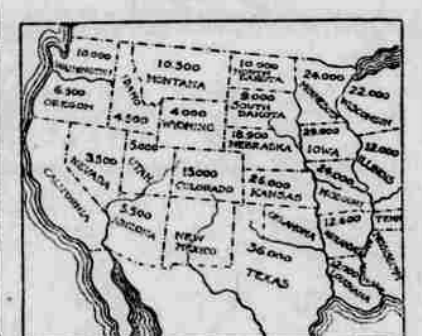 10.000
WASHINGTON
6.500
OREGON
IDAHO
4.500
10.500
MONTANA
10.000
NORTH
DAKOTA
9.000
SOUTH
DAKOTA
4.000
WYOMING
18.900
NEBRASKA
3.500
NEVADA
5.000
UTAH
15.000
COLORADO
26.000
KANSAS
CALIFORNIA
5.500
ARIZONA
NEW
MEXICO
OKLAHOMA
36.000
TEXAS
24.000
MINNESOTA
22.000
WISCONSIN
IOWA
12.000
ILLINOIS
MISSOURI
ARKANSAS
TENN
MISSISSIPPI
LOUISIANA